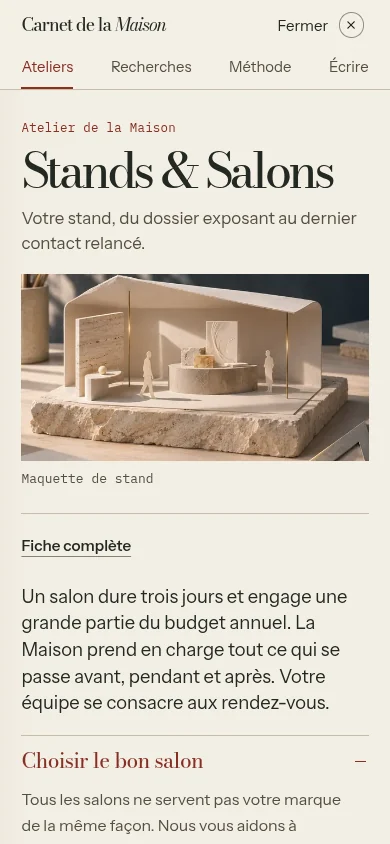 Carnet de la Maison
Fermer ×
Ateliers Recherches Méthode Écrire
Atelier de la Maison
Stands & Salons
Votre stand, du dossier exposant au dernier
contact relancé.
Maquette de stand
Fiche complète
Un salon dure trois jours et engage une
grande partie du budget annuel. La
Maison prend en charge tout ce qui se
passe avant, pendant et après. Votre
équipe se consacre aux rendez-vous.
Choisir le bon salon –
Tous les salons ne servent pas votre marque
de la même façon. Nous vous aidons à